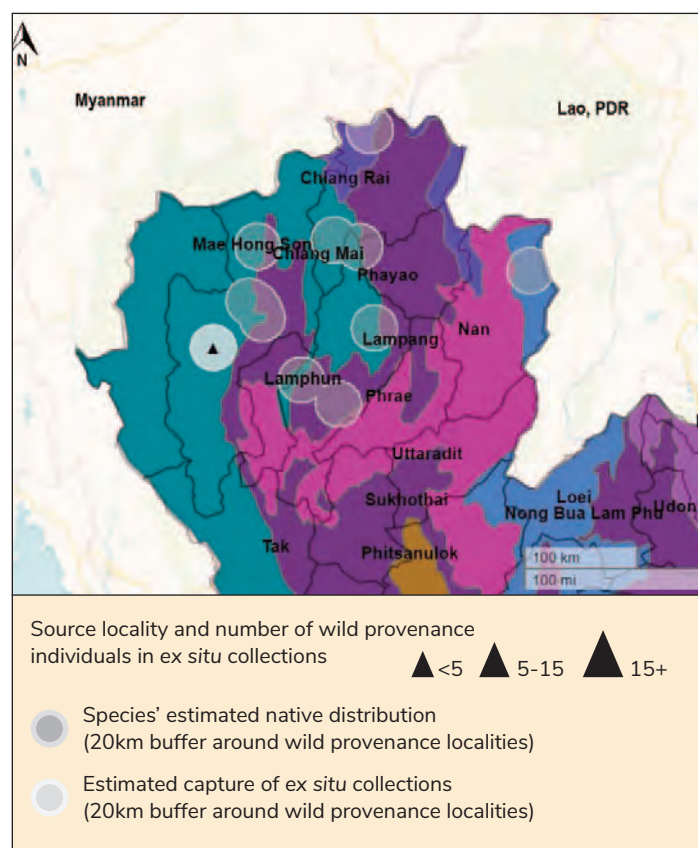 N
Myanmar
Lao, PDR
Chiang Rai
Mae Hong Son
Chiang Mai
Phayao
Nan
Lampang
Lamphun
Phrae
Uttaradit
Sukhothai
Loei
Nong Bua Lam Phu
Udon
Tak
Phitsanulok
100 km
100 mi
Source locality and number of wild provenance
individuals in ex situ collections
<5 5-15 15+
Species’ estimated native distribution
(20km buffer around wild provenance localities)
Estimated capture of ex situ collections
(20km buffer around wild provenance localities)